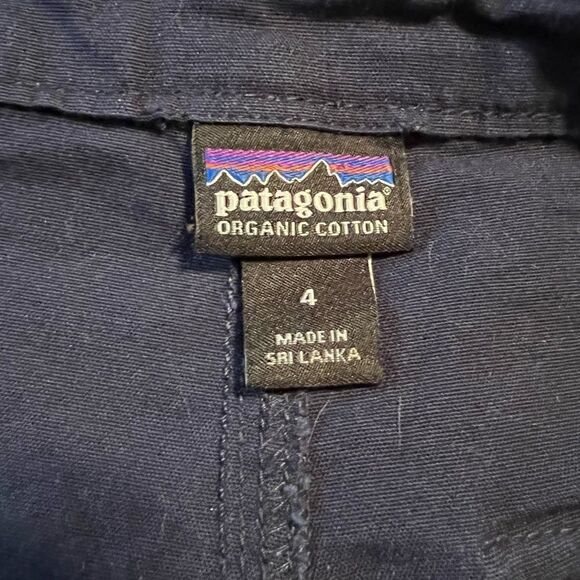 patagonia®
ORGANIC COTTON
4
MADE IN
SRI LANKA